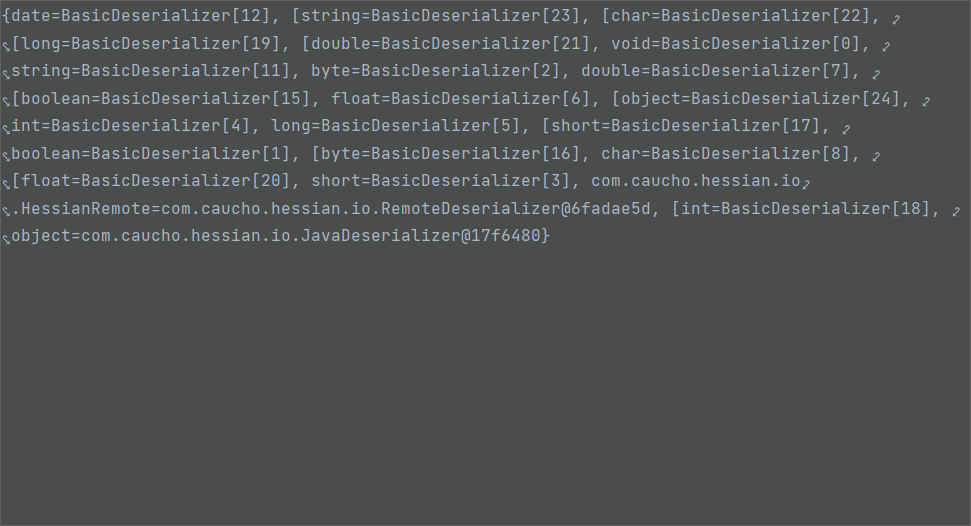 {date=BasicDeserializer[12], [string=BasicDeserializer[23], [char=BasicDeserializer[22],
[long=BasicDeserializer[19], [double=BasicDeserializer[21], void=BasicDeserializer[0],
string=BasicDeserializer[11], byte=BasicDeserializer[2], double=BasicDeserializer[7],
[boolean=BasicDeserializer[15], float=BasicDeserializer[6], [object=BasicDeserializer[24],
int=BasicDeserializer[4], long=BasicDeserializer[5], [short=BasicDeserializer[17],
boolean=BasicDeserializer[1], [byte=BasicDeserializer[16], char=BasicDeserializer[8],
[float=BasicDeserializer[20], short=BasicDeserializer[3], com.caucho.hessian.io
.HessianRemote=com.caucho.hessian.io.RemoteDeserializer@6fadae5d, [int=BasicDeserializer[18],
object=com.caucho.hessian.io.JavaDeserializer@17f6480}